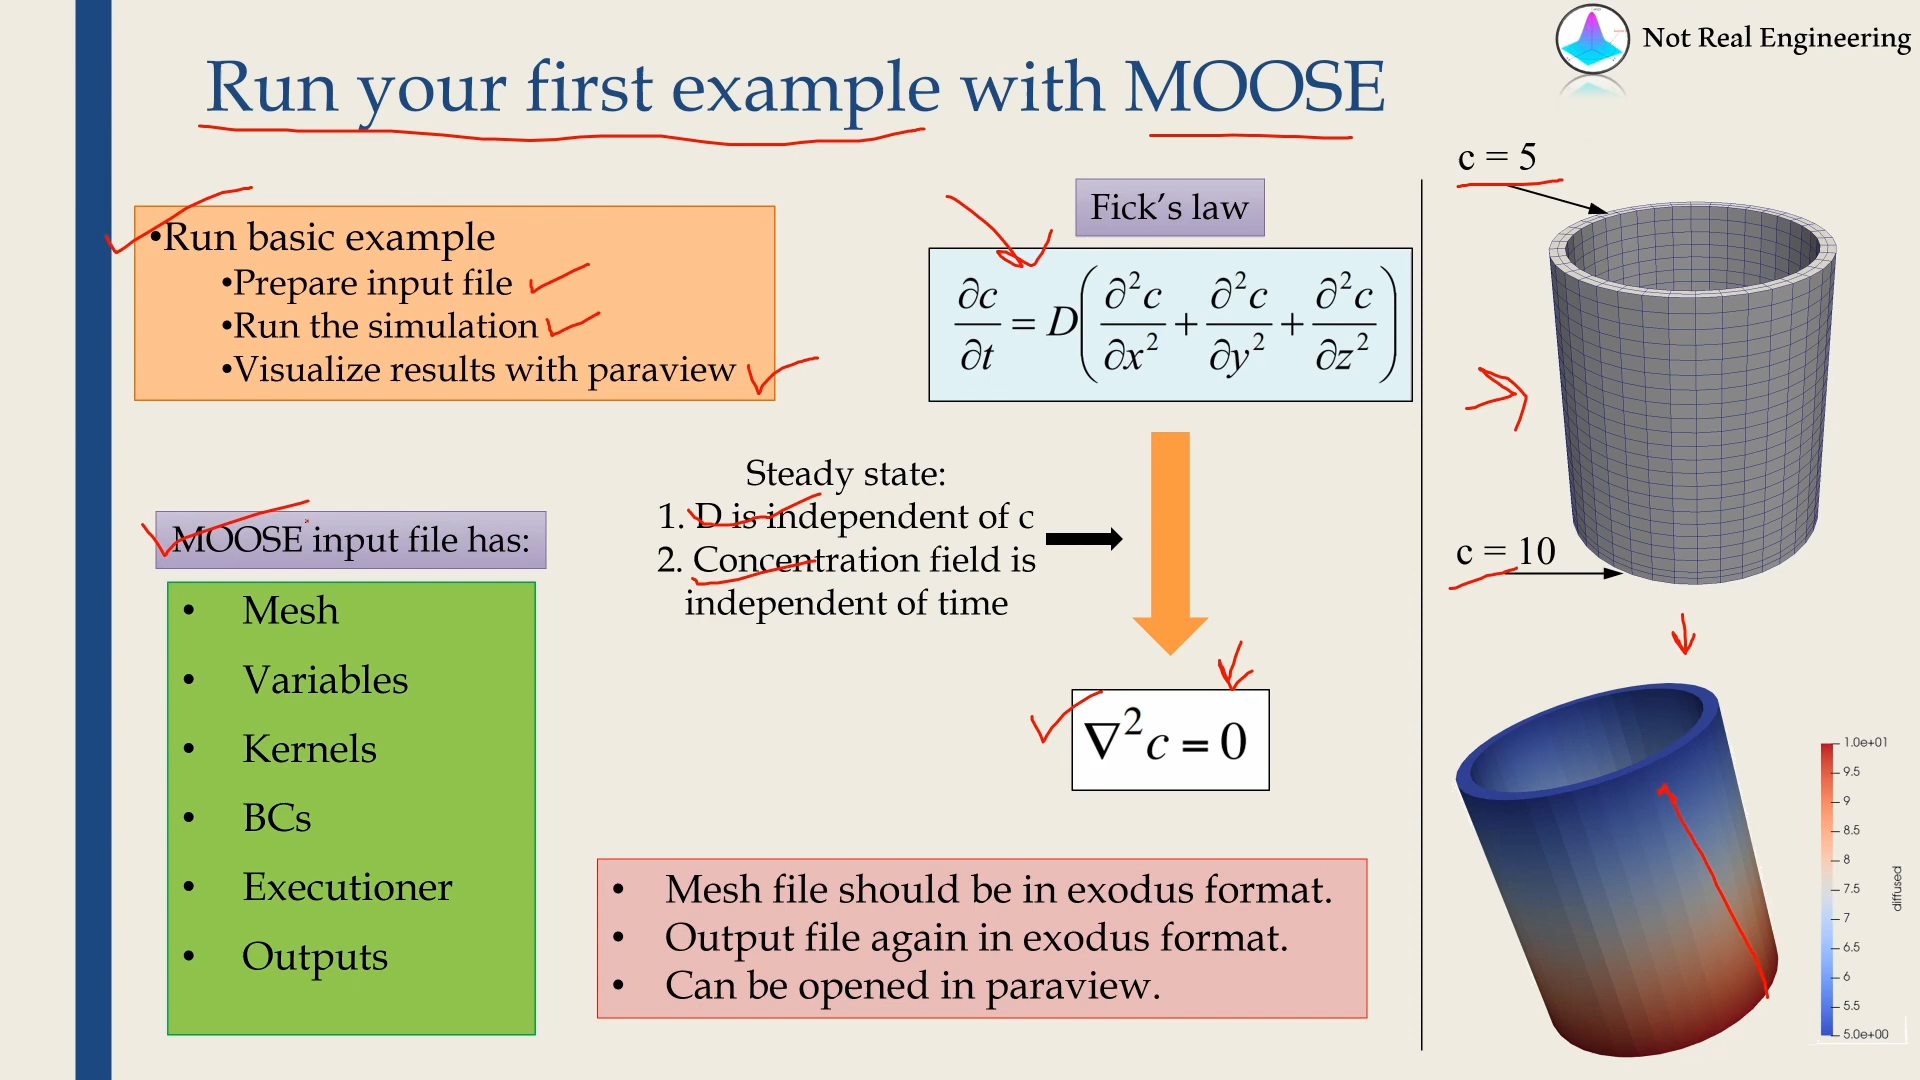 Not Real Engineering
Run your first example with MOOSE
•Run basic example
•Prepare input file
•Run the simulation
•Visualize results with paraview
Fick's law
∂c/∂t = D(∂²c/∂x² + ∂²c/∂y² + ∂²c/∂z²)
Steady state:
1. D is independent of c
2. Concentration field is
independent of time
∇²c = 0
MOOSE input file has:
• Mesh
• Variables
• Kernels
• BCs
• Executioner
• Outputs
• Mesh file should be in exodus format.
• Output file again in exodus format.
• Can be opened in paraview.
c = 5
c = 10
1.0e+01
9.5
9
8.5
8
7.5
7
6.5
6
5.5
5.0e+00
diffused